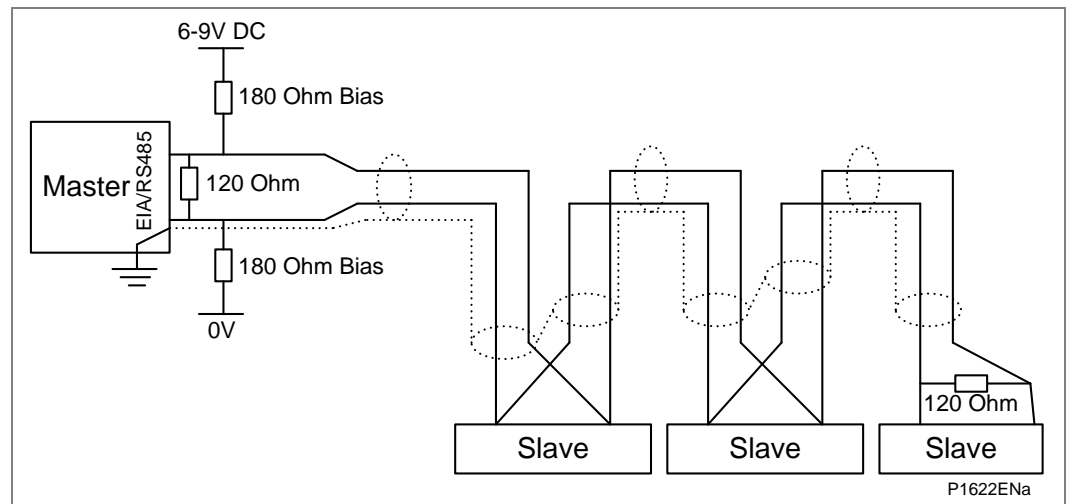 6-9V DC
180 Ohm Bias
EIA/RS485
Master
120 Ohm
180 Ohm Bias
0V
120 Ohm
Slave
Slave
Slave
P1622ENa